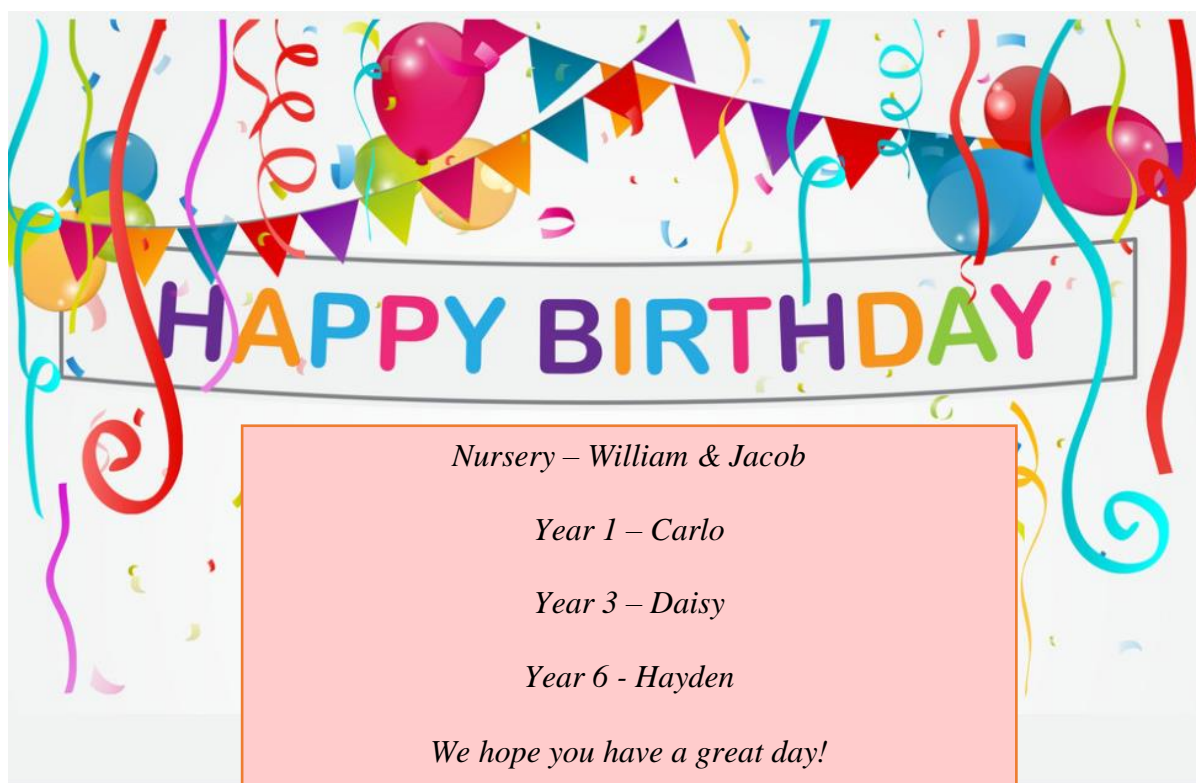 HAPPY BIRTHDAY
Nursery – William & Jacob
Year 1 – Carlo
Year 3 – Daisy
Year 6 - Hayden
We hope you have a great day!